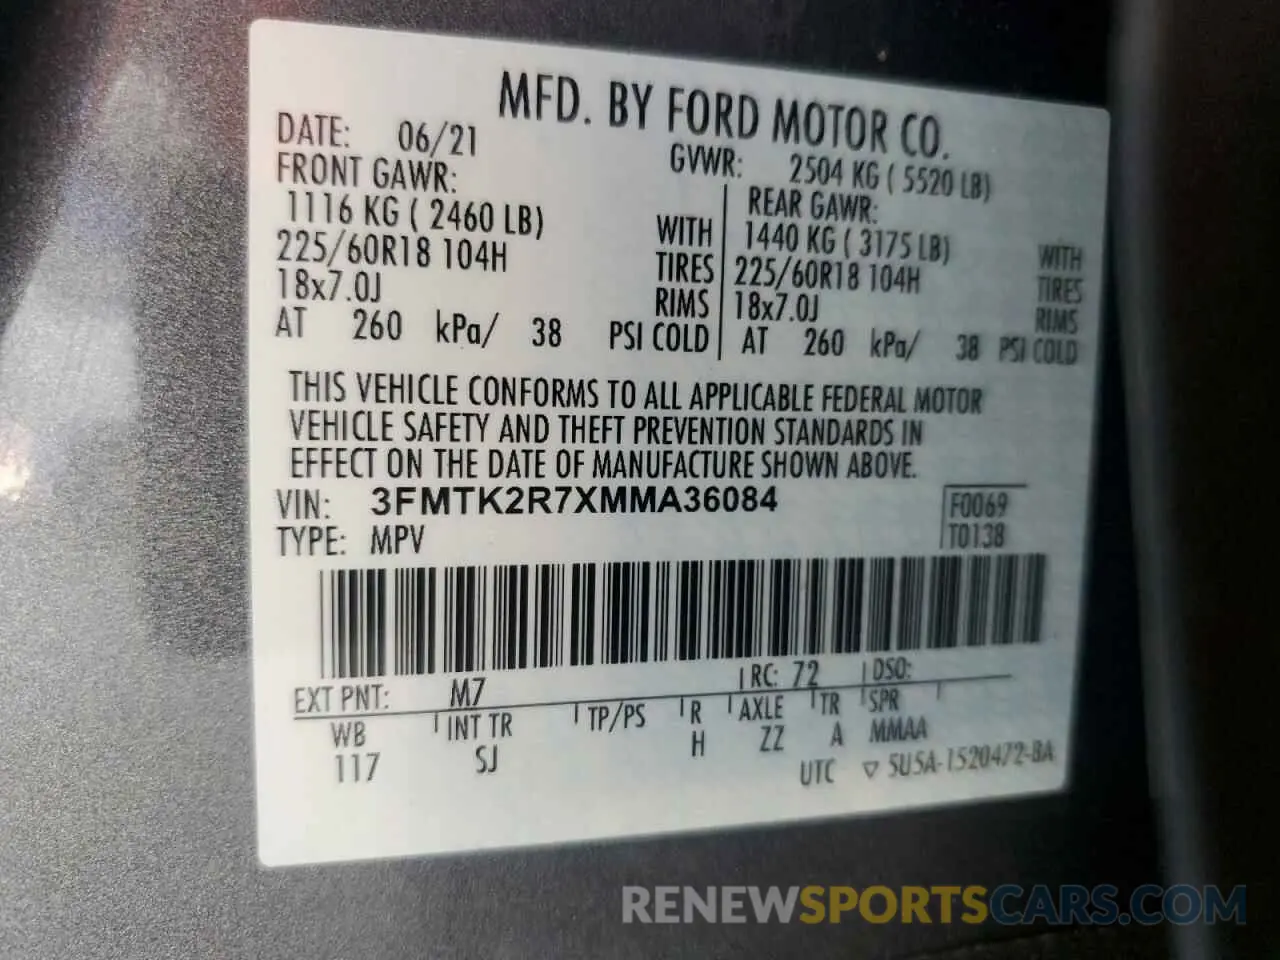 MFD. BY FORD MOTOR CO.
DATE: 06/21 GVWR: 2504 KG ( 5520 LB)
FRONT GAWR: REAR GAWR:
1116 KG ( 2460 LB) WITH 1440 KG ( 3175 LB) WITH
225/60R18 104H TIRES 225/60R18 104H TIRES
18x7.0J RIMS 18x7.0J RIMS
AT 260 kPa/ 38 PSI COLD AT 260 kPa/ 38 PSI COLD
THIS VEHICLE CONFORMS TO ALL APPLICABLE FEDERAL MOTOR
VEHICLE SAFETY AND THEFT PREVENTION STANDARDS IN
EFFECT ON THE DATE OF MANUFACTURE SHOWN ABOVE.
VIN: 3FMTK2R7XMMA36084 F0069
TYPE: MPV T0138
EXT PNT: M7 RC: 72 DSO:
WB INT TR TP/PS R AXLE TR SPR
117 SJ H ZZ A MMAA
UTC ▽ SU5A-1520472-BA
RENEWSPORTSCARS.COM